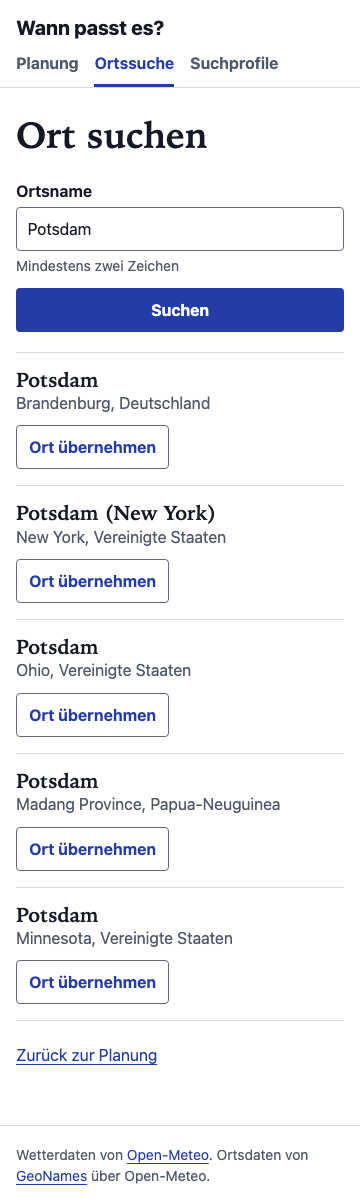 Wann passt es?
Planung Ortssuche Suchprofile
Ort suchen
Ortsname
Potsdam
Mindestens zwei Zeichen
Suchen
Potsdam
Brandenburg, Deutschland
Ort übernehmen
Potsdam (New York)
New York, Vereinigte Staaten
Ort übernehmen
Potsdam
Ohio, Vereinigte Staaten
Ort übernehmen
Potsdam
Madang Province, Papua-Neuguinea
Ort übernehmen
Potsdam
Minnesota, Vereinigte Staaten
Ort übernehmen
Zurück zur Planung
Wetterdaten von Open-Meteo. Ortsdaten von
GeoNames über Open-Meteo.